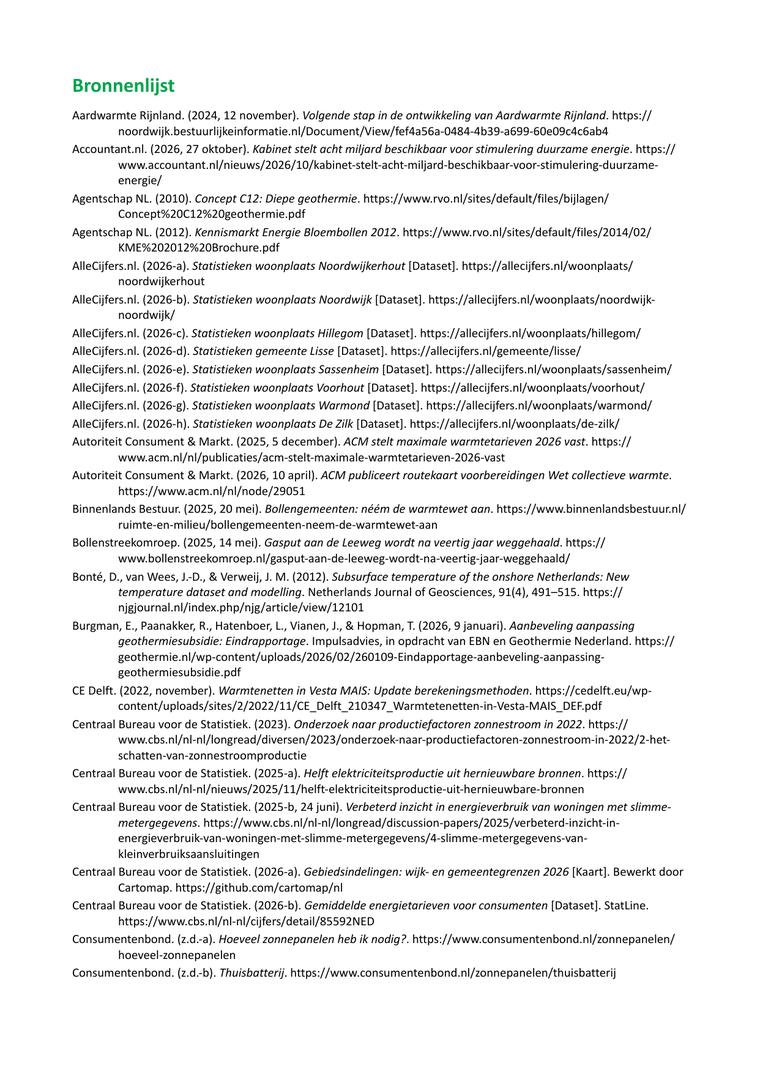 Bronnenlijst
Aardwarmte Rijnland. (2024, 12 november). Volgende stap in de ontwikkeling van Aardwarmte Rijnland. https://
noordwijk.bestuurlijkeinformatie.nl/Document/View/fef4a56a-0484-4b39-a699-60e09c4c6ab4
Accountant.nl. (2026, 27 oktober). Kabinet stelt acht miljard beschikbaar voor stimulering duurzame energie. https://
www.accountant.nl/nieuws/2026/10/kabinet-stelt-acht-miljard-beschikbaar-voor-stimulering-duurzame-
energie/
Agentschap NL. (2010). Concept C12: Diepe geothermie. https://www.rvo.nl/sites/default/files/bijlagen/
Concept%20C12%20geothermie.pdf
Agentschap NL. (2012). Kennismarkt Energie Bloembollen 2012. https://www.rvo.nl/sites/default/files/2014/02/
KME%202012%20Brochure.pdf
AlleCijfers.nl. (2026-a). Statistieken woonplaats Noordwijkerhout [Dataset]. https://allecijfers.nl/woonplaats/
noordwijkerhout
AlleCijfers.nl. (2026-b). Statistieken woonplaats Noordwijk [Dataset]. https://allecijfers.nl/woonplaats/noordwijk-
noordwijk/
AlleCijfers.nl. (2026-c). Statistieken woonplaats Hillegom [Dataset]. https://allecijfers.nl/woonplaats/hillegom/
AlleCijfers.nl. (2026-d). Statistieken gemeente Lisse [Dataset]. https://allecijfers.nl/gemeente/lisse/
AlleCijfers.nl. (2026-e). Statistieken woonplaats Sassenheim [Dataset]. https://allecijfers.nl/woonplaats/sassenheim/
AlleCijfers.nl. (2026-f). Statistieken woonplaats Voorhout [Dataset]. https://allecijfers.nl/woonplaats/voorhout/
AlleCijfers.nl. (2026-g). Statistieken woonplaats Warmond [Dataset]. https://allecijfers.nl/woonplaats/warmond/
AlleCijfers.nl. (2026-h). Statistieken woonplaats De Zilk [Dataset]. https://allecijfers.nl/woonplaats/de-zilk/
Autoriteit Consument & Markt. (2025, 5 december). ACM stelt maximale warmtetarieven 2026 vast. https://
www.acm.nl/nl/publicaties/acm-stelt-maximale-warmtetarieven-2026-vast
Autoriteit Consument & Markt. (2026, 10 april). ACM publiceert routekaart voorbereidingen Wet collectieve warmte.
https://www.acm.nl/nl/node/29051
Binnenlands Bestuur. (2025, 20 mei). Bollengemeenten: néém de warmtewet aan. https://www.binnenlandsbestuur.nl/
ruimte-en-milieu/bollengemeenten-neem-de-warmtewet-aan
Bollenstreekomroep. (2025, 14 mei). Gasput aan de Leeweg wordt na veertig jaar weggehaald. https://
www.bollenstreekomroep.nl/gasput-aan-de-leeweg-wordt-na-veertig-jaar-weggehaald/
Bonté, D., van Wees, J.-D., & Verweij, J. M. (2012). Subsurface temperature of the onshore Netherlands: New
temperature dataset and modelling. Netherlands Journal of Geosciences, 91(4), 491–515. https://
njgjournal.nl/index.php/njg/article/view/12101
Burgman, E., Paanakker, R., Hatenboer, L., Vianen, J., & Hopman, T. (2026, 9 januari). Aanbeveling aanpassing
geothermiesubsidie: Eindrapportage. Impulsadvies, in opdracht van EBN en Geothermie Nederland. https://
geothermie.nl/wp-content/uploads/2026/02/260109-Eindapportage-aanbeveling-aanpassing-
geothermiesubsidie.pdf
CE Delft. (2022, november). Warmtenetten in Vesta MAIS: Update berekeningsmethoden. https://cedelft.eu/wp-
content/uploads/sites/2/2022/11/CE_Delft_210347_Warmtetenetten-in-Vesta-MAIS_DEF.pdf
Centraal Bureau voor de Statistiek. (2023). Onderzoek naar productiefactoren zonnestroom in 2022. https://
www.cbs.nl/nl-nl/longread/diversen/2023/onderzoek-naar-productiefactoren-zonnestroom-in-2022/2-het-
schatten-van-zonnestroomproductie
Centraal Bureau voor de Statistiek. (2025-a). Helft elektriciteitsproductie uit hernieuwbare bronnen. https://
www.cbs.nl/nl-nl/nieuws/2025/11/helft-elektriciteitsproductie-uit-hernieuwbare-bronnen
Centraal Bureau voor de Statistiek. (2025-b, 24 juni). Verbeterd inzicht in energieverbruik van woningen met slimme-
metergegevens. https://www.cbs.nl/nl-nl/longread/discussion-papers/2025/verbeterd-inzicht-in-
energieverbruik-van-woningen-met-slimme-metergegevens/4-slimme-metergegevens-van-
kleinverbruiksaansluitingen
Centraal Bureau voor de Statistiek. (2026-a). Gebiedsindelingen: wijk- en gemeentegrenzen 2026 [Kaart]. Bewerkt door
Cartomap. https://github.com/cartomap/nl
Centraal Bureau voor de Statistiek. (2026-b). Gemiddelde energietarieven voor consumenten [Dataset]. StatLine.
https://www.cbs.nl/nl-nl/cijfers/detail/85592NED
Consumentenbond. (z.d.-a). Hoeveel zonnepanelen heb ik nodig?. https://www.consumentenbond.nl/zonnepanelen/
hoeveel-zonnepanelen
Consumentenbond. (z.d.-b). Thuisbatterij. https://www.consumentenbond.nl/zonnepanelen/thuisbatterij